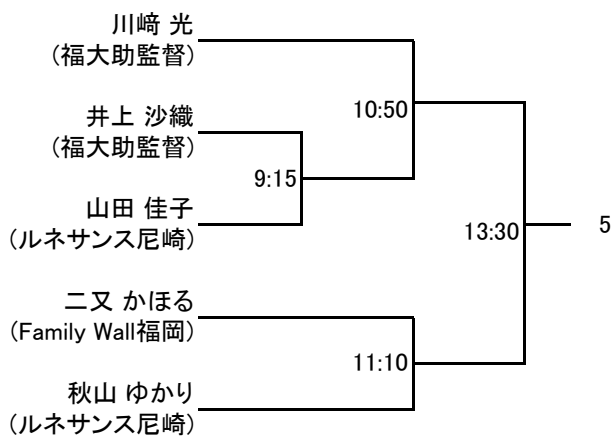 川﨑 光
(福大助監督)
10:50
井上 沙織
(福大助監督)
9:15
山田 佳子
(ルネサンス尼崎)
13:30
5
二又 かほる
(Family Wall福岡)
11:10
秋山 ゆかり
(ルネサンス尼崎)